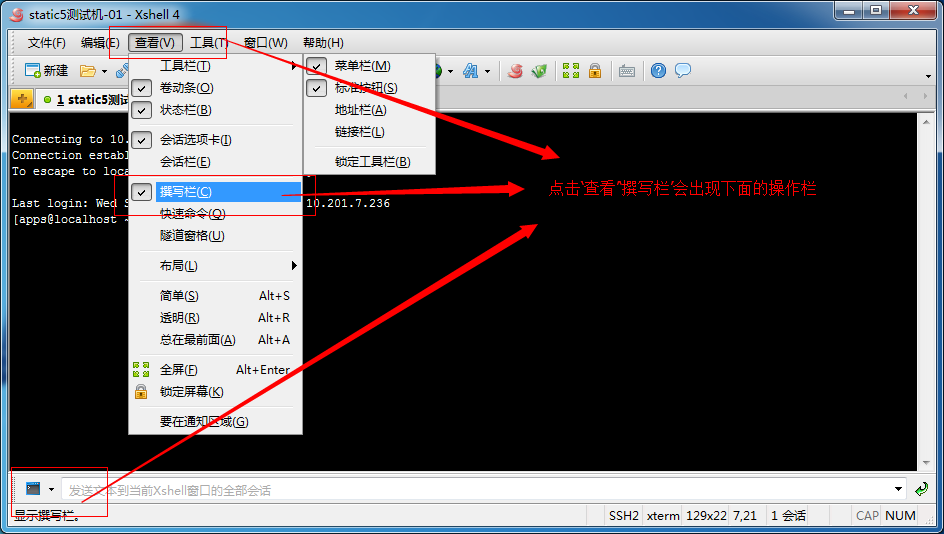 static5测试机-01 - Xshell 4
文件(F) 编辑(E) 查看(V) 工具(T) 窗口(W) 帮助(H)
新建
1 static5测试
工具栏(T)
卷动条(O)
状态栏(B)
会话选项卡(I)
会话栏(E)
撰写栏(C)
快速命令(Q)
隧道窗格(U)
布局(L)
简单(S) Alt+S
透明(R) Alt+R
总在最前面(A) Alt+A
全屏(F) Alt+Enter
锁定屏幕(K)
要在通知区域(G)
菜单栏(M)
标准按钮(S)
地址栏(A)
链接栏(L)
锁定工具栏(B)
Connecting to 10.
Connection establ
To escape to loca
Last login: Wed S 10.201.7.236
[apps@localhost ~
点击'查看''撰写栏'会出现下面的操作栏
发送文本到当前Xshell窗口的全部会话
显示撰写栏。 SSH2 xterm 129x22 7,21 1 会话 CAP NUM